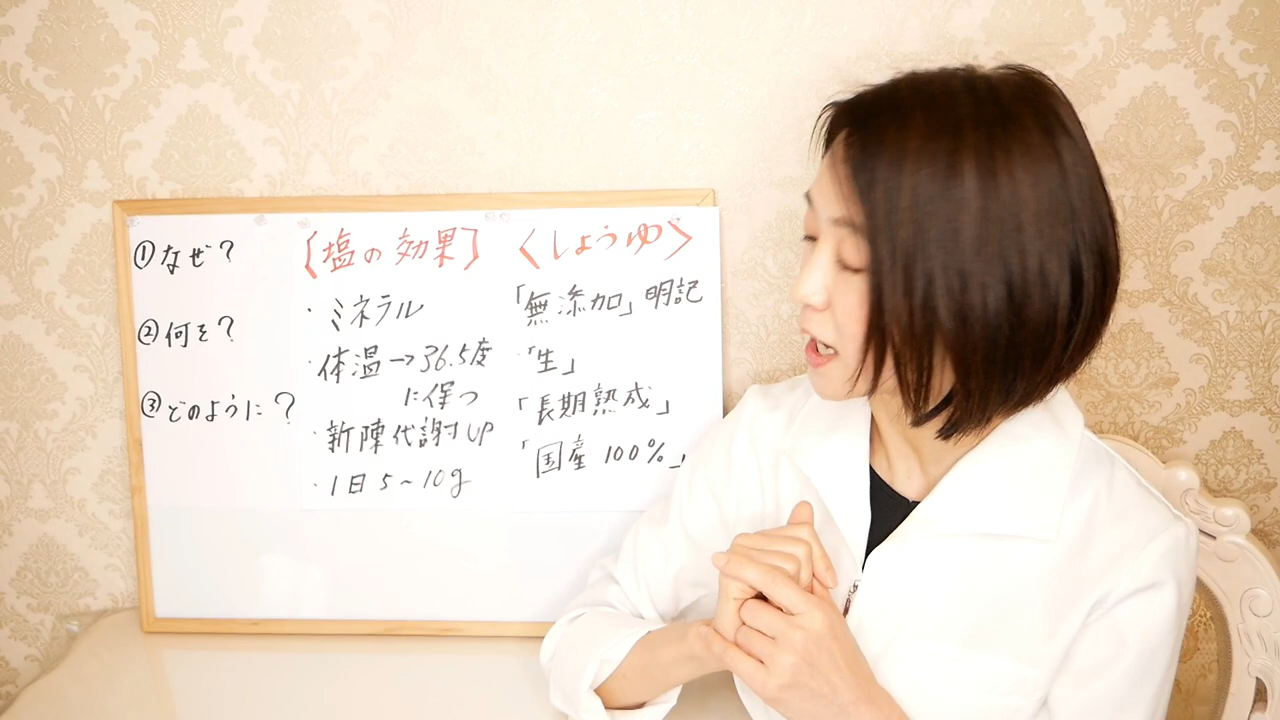 ①なぜ?
②何を?
③どのように?
[塩の効果]
・ミネラル
・体温→36.5度
に保つ
・新陳代謝UP
・1日5～10g
〈しょうゆ〉
「無添加」明記
「生」
「長期熟成」
「国産100%」